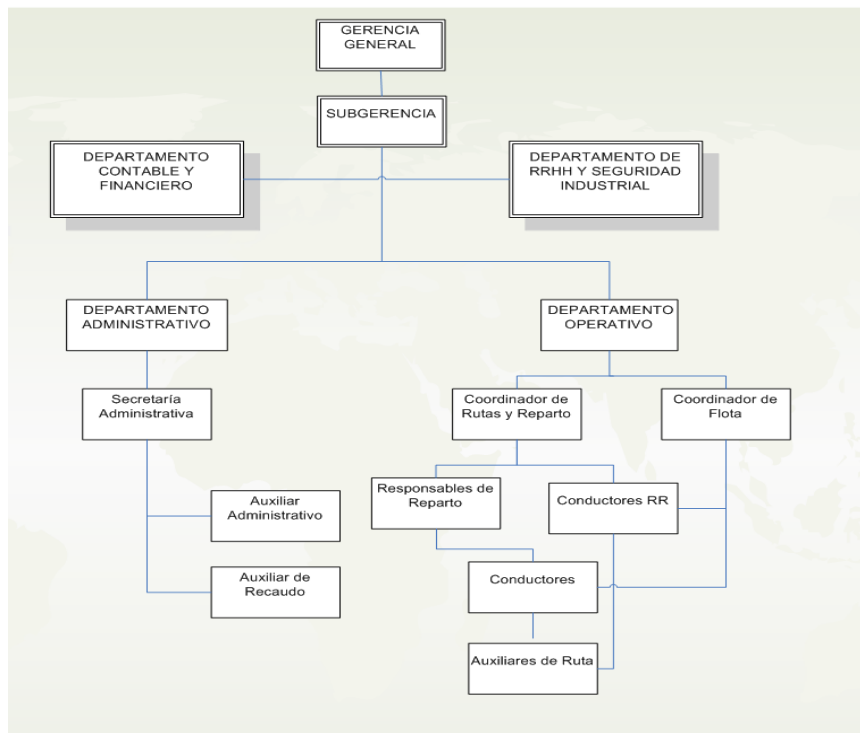 GERENCIA
GENERAL
SUBGERENCIA
DEPARTAMENTO
CONTABLE Y
FINANCIERO
DEPARTAMENTO DE
RRHH Y SEGURIDAD
INDUSTRIAL
DEPARTAMENTO
ADMINISTRATIVO
DEPARTAMENTO
OPERATIVO
Secretaría
Administrativa
Coordinador de
Rutas y Reparto
Coordinador de
Flota
Auxiliar
Administrativo
Responsables de
Reparto
Conductores RR
Auxiliar de
Recaudo
Conductores
Auxiliares de Ruta